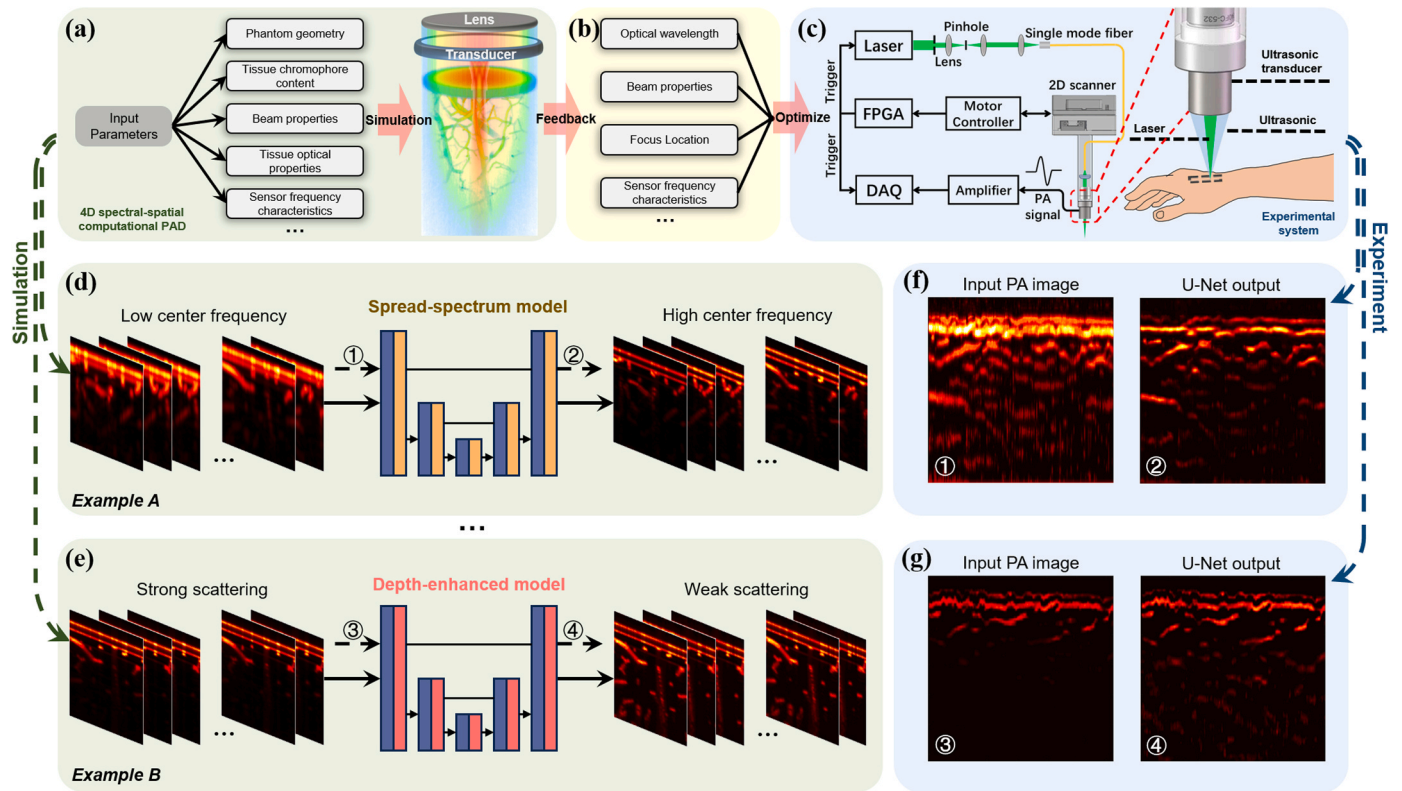 (a)
Input
Parameters
Phantom geometry
Tissue chromophore
content
Beam properties
Tissue optical
properties
Sensor frequency
characteristics
...
4D spectral-spatial
computational PAD
Simulation
Lens
Transducer
Feedback
(b)
Optical wavelength
Beam properties
Focus Location
Sensor frequency
characteristics
...
Optimize
(c)
Trigger
Trigger
Laser
Lens
Pinhole
Single mode fiber
FPGA
Motor
Controller
2D scanner
DAQ
Amplifier
PA
signal
Laser
Ultrasonic
transducer
Ultrasonic
Experimental
system
Simulation
Experiment
(d)
Low center frequency
Spread-spectrum model
High center frequency
①
②
...
...
Example A
...
(e)
Strong scattering
Depth-enhanced model
Weak scattering
③
④
...
...
Example B
(f)
Input PA image
U-Net output
①
②
(g)
Input PA image
U-Net output
③
④